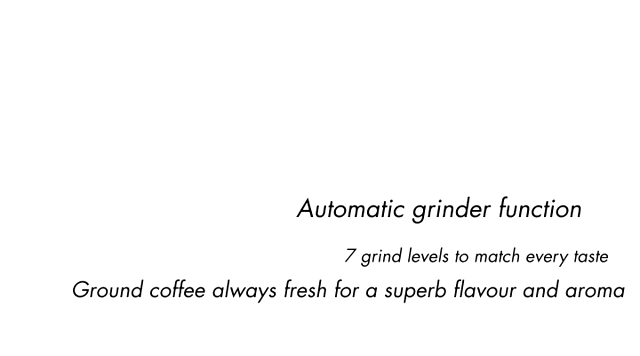 Automatic grinder function
7 grind levels to match every taste
Ground coffee always fresh for a superb flavour and aroma